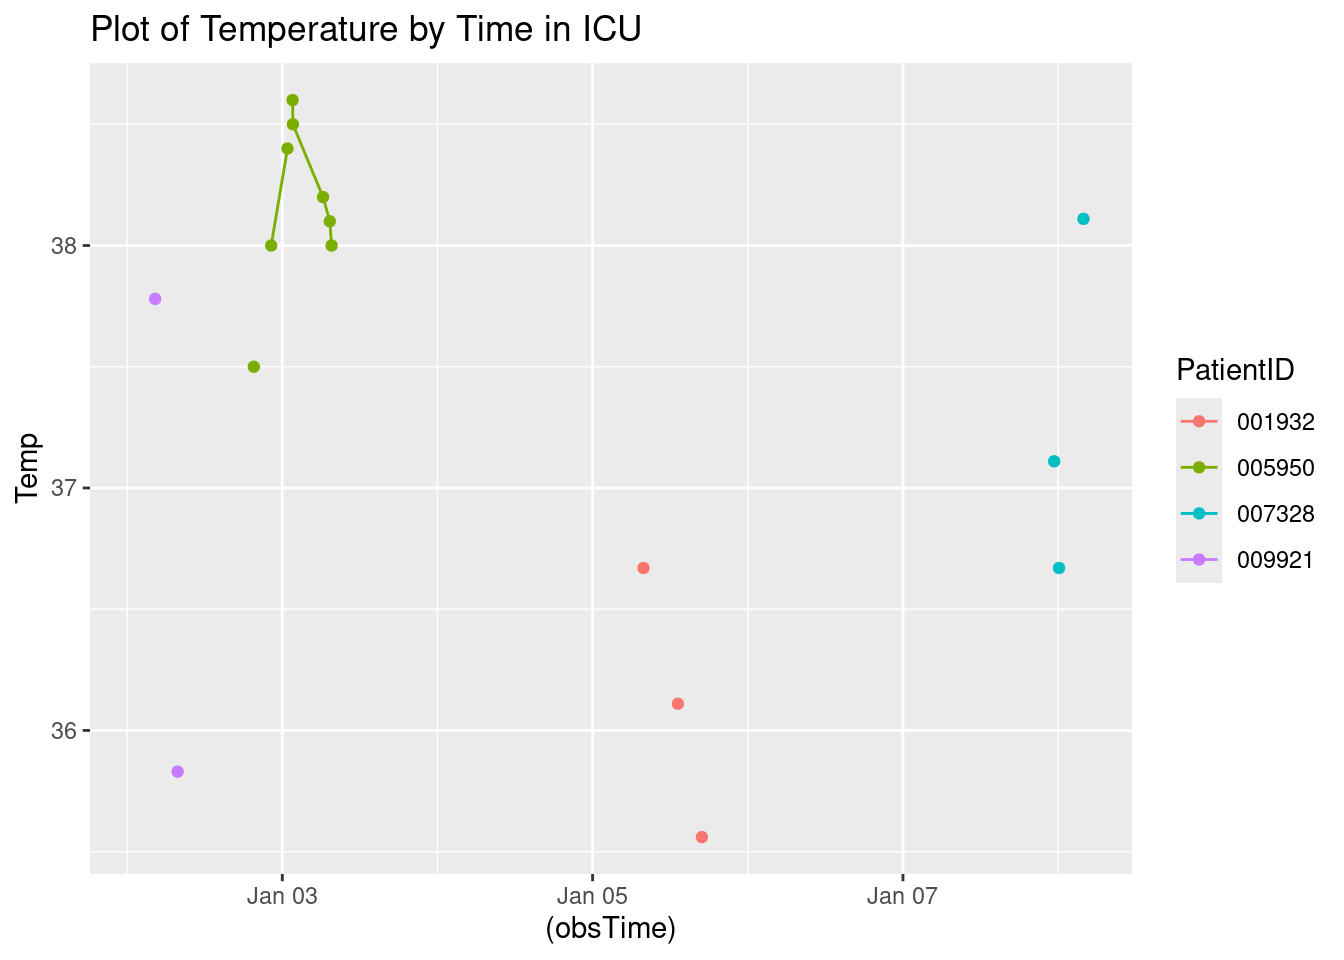 Plot of Temperature by Time in ICU
Temp
38
37
36
Jan 03
Jan 05
Jan 07
(obsTime)
PatientID
001932
005950
007328
009921